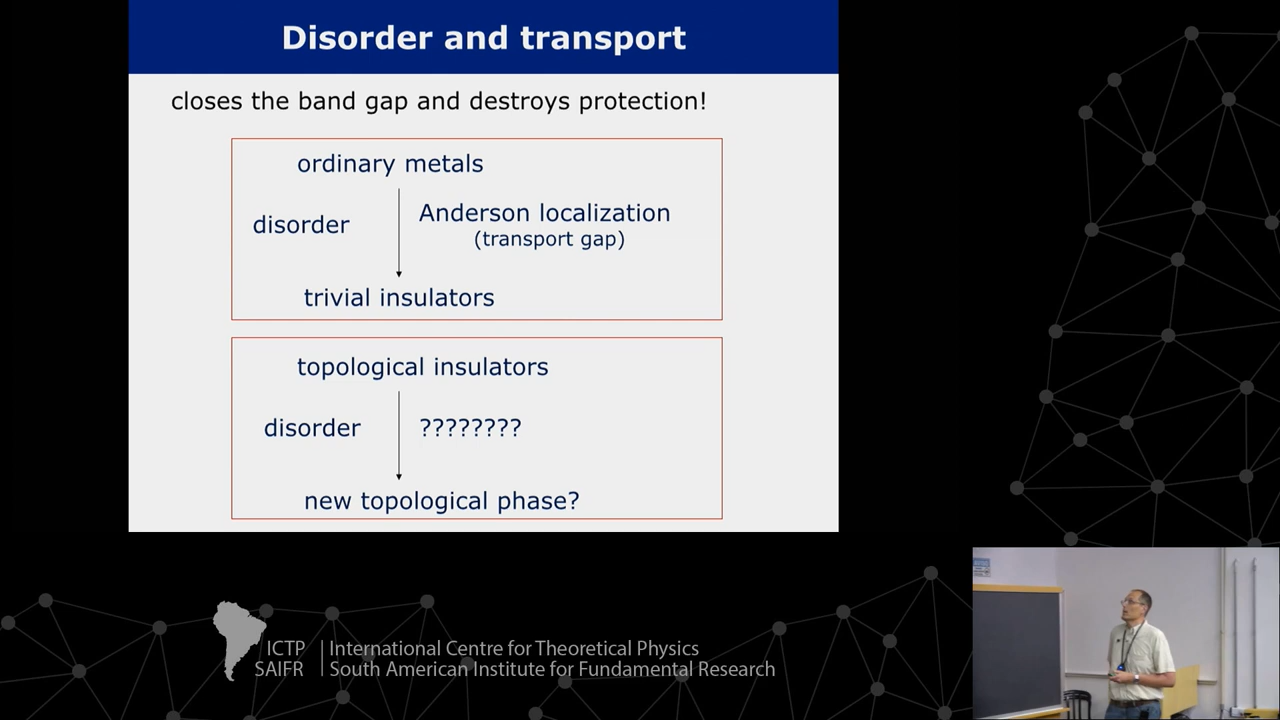 Disorder and transport
closes the band gap and destroys protection!
ordinary metals
disorder
Anderson localization
(transport gap)
trivial insulators
topological insulators
disorder
????????
new topological phase?
ICTP
SAIFR
International Centre for Theoretical Physics
South American Institute for Fundamental Research